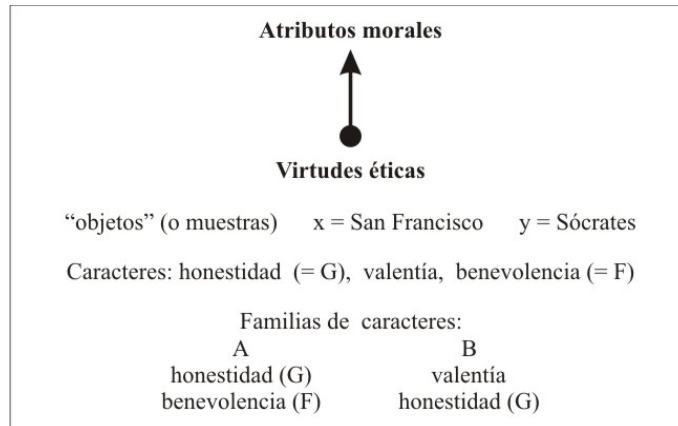 Atributos morales
Virtudes éticas
“objetos” (o muestras) x = San Francisco y = Sócrates
Caracteres: honestidad (= G), valentía, benevolencia (= F)
Familias de caracteres:
A B
honestidad (G) valentía
benevolencia (F) honestidad (G)